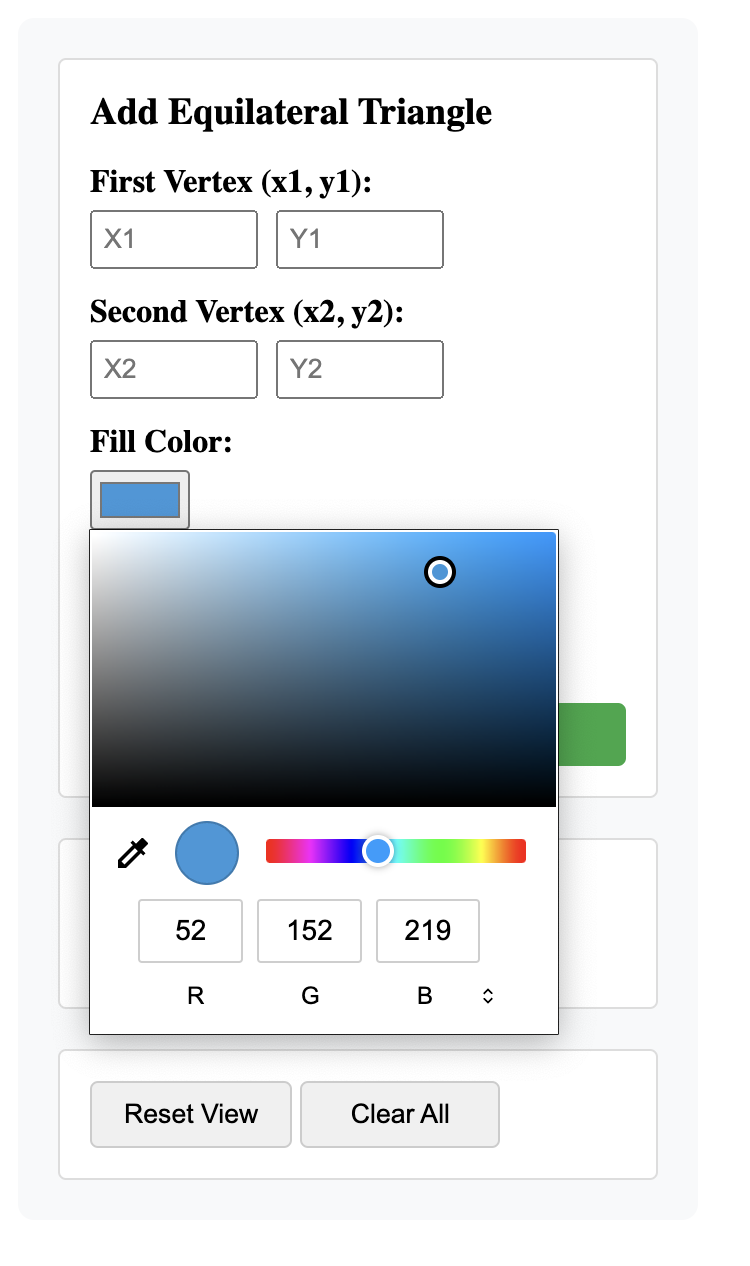 Add Equilateral Triangle
First Vertex (x1, y1):
X1 Y1
Second Vertex (x2, y2):
X2 Y2
Fill Color:
52 152 219
R G B
Reset View Clear All